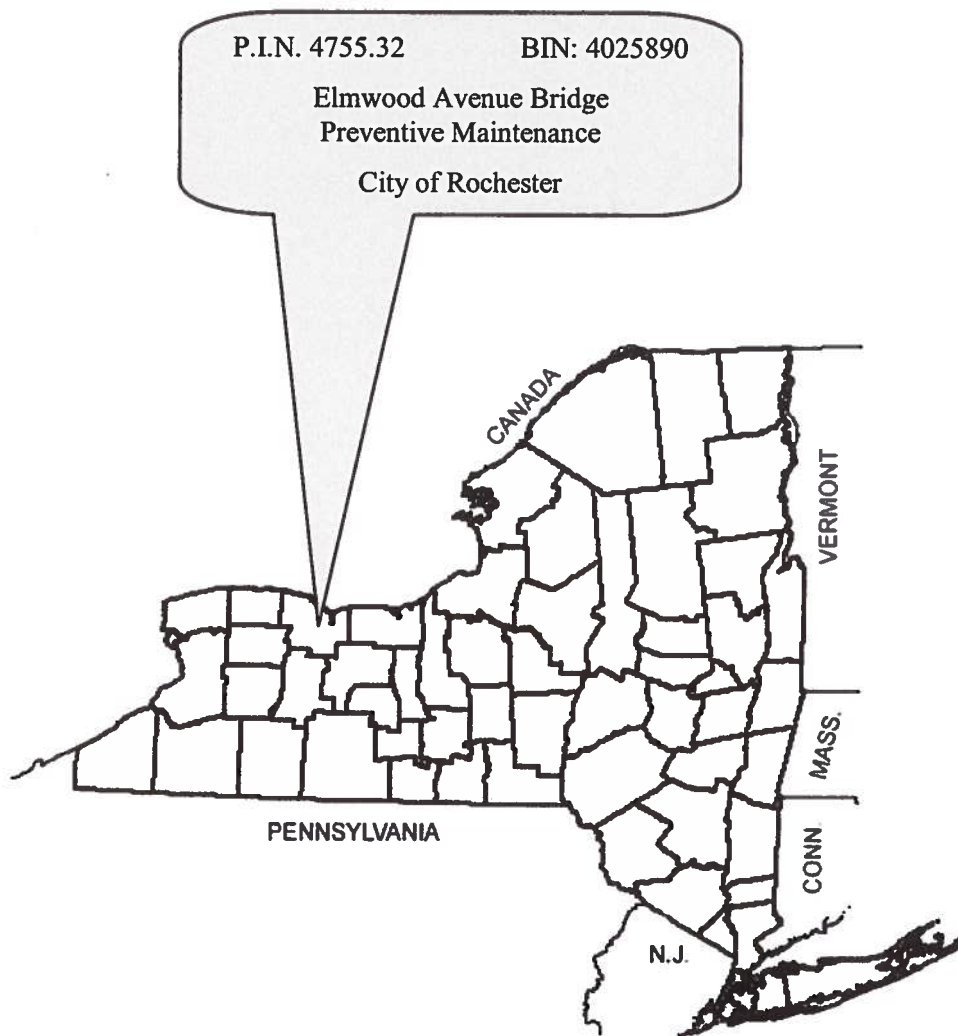 P.I.N. 4755.32 BIN: 4025890
Elmwood Avenue Bridge
Preventive Maintenance
City of Rochester
CANADA
VERMONT
MASS.
PENNSYLVANIA
CONN.
N.J.